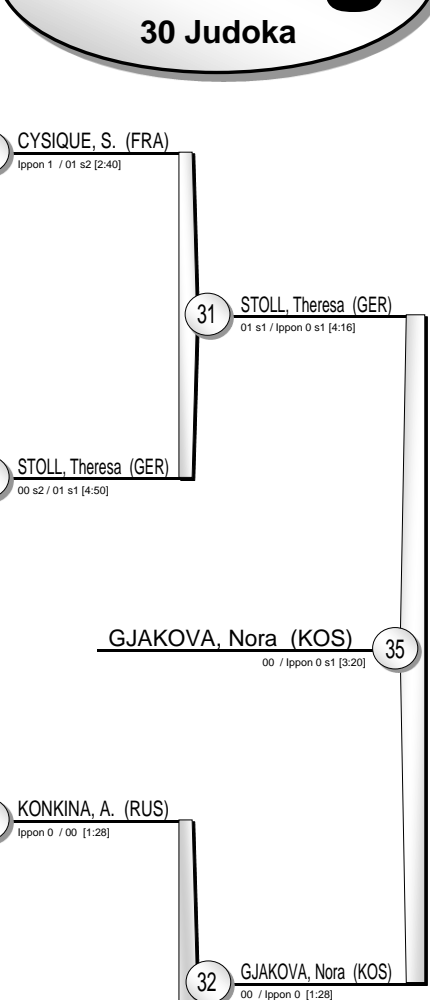 30 Judoka
CYSIQUE, S. (FRA)
Ippon 1 / 01 s2 [2:40]
31
STOLL, Theresa (GER)
01 s1 / Ippon 0 s1 [4:16]
STOLL, Theresa (GER)
00 s2 / 01 s1 [4:50]
GJAKOVA, Nora (KOS)
35
00 / Ippon 0 s1 [3:20]
KONKINA, A. (RUS)
Ippon 0 / 00 [1:28]
32
GJAKOVA, Nora (KOS)
00 / Ippon 0 [1:28]